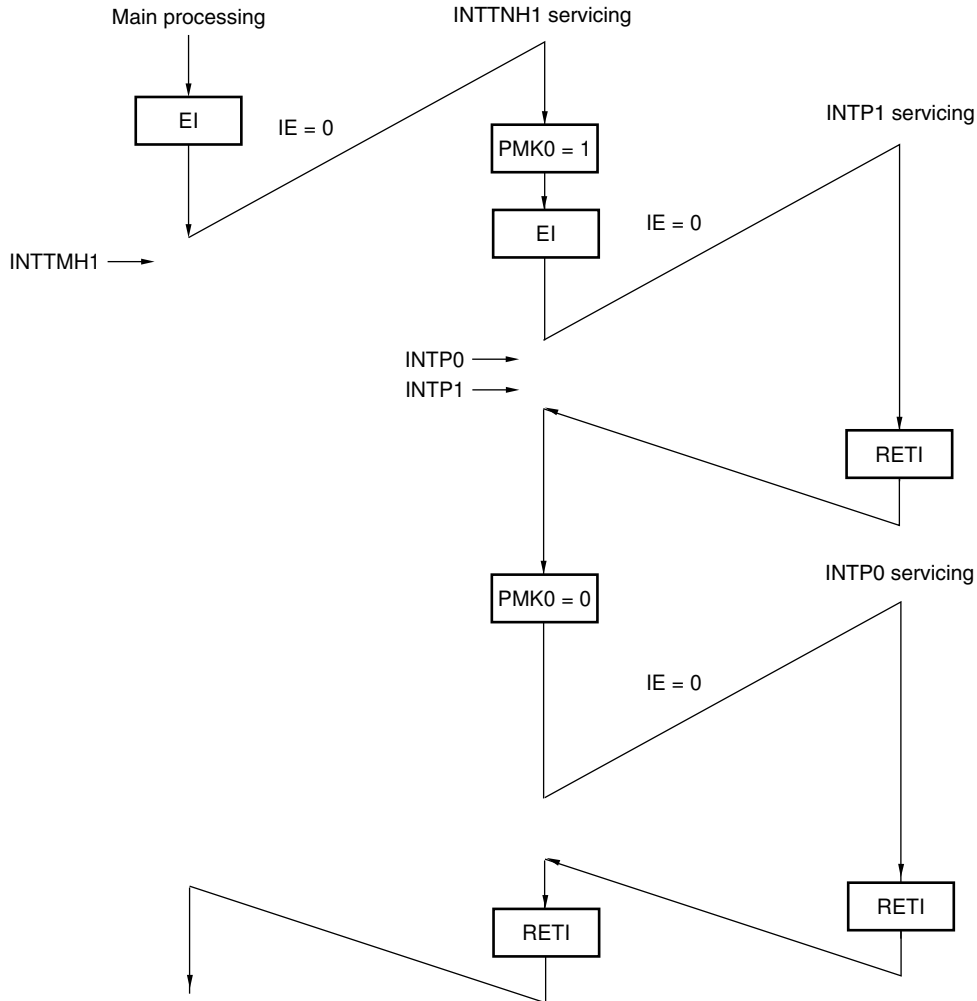 Main processing
INTTNH1 servicing
EI
IE = 0
PMK0 = 1
INTP1 servicing
EI
IE = 0
INTTMH1
INTP0
INTP1
RETI
INTP0 servicing
PMK0 = 0
IE = 0
RETI
RETI